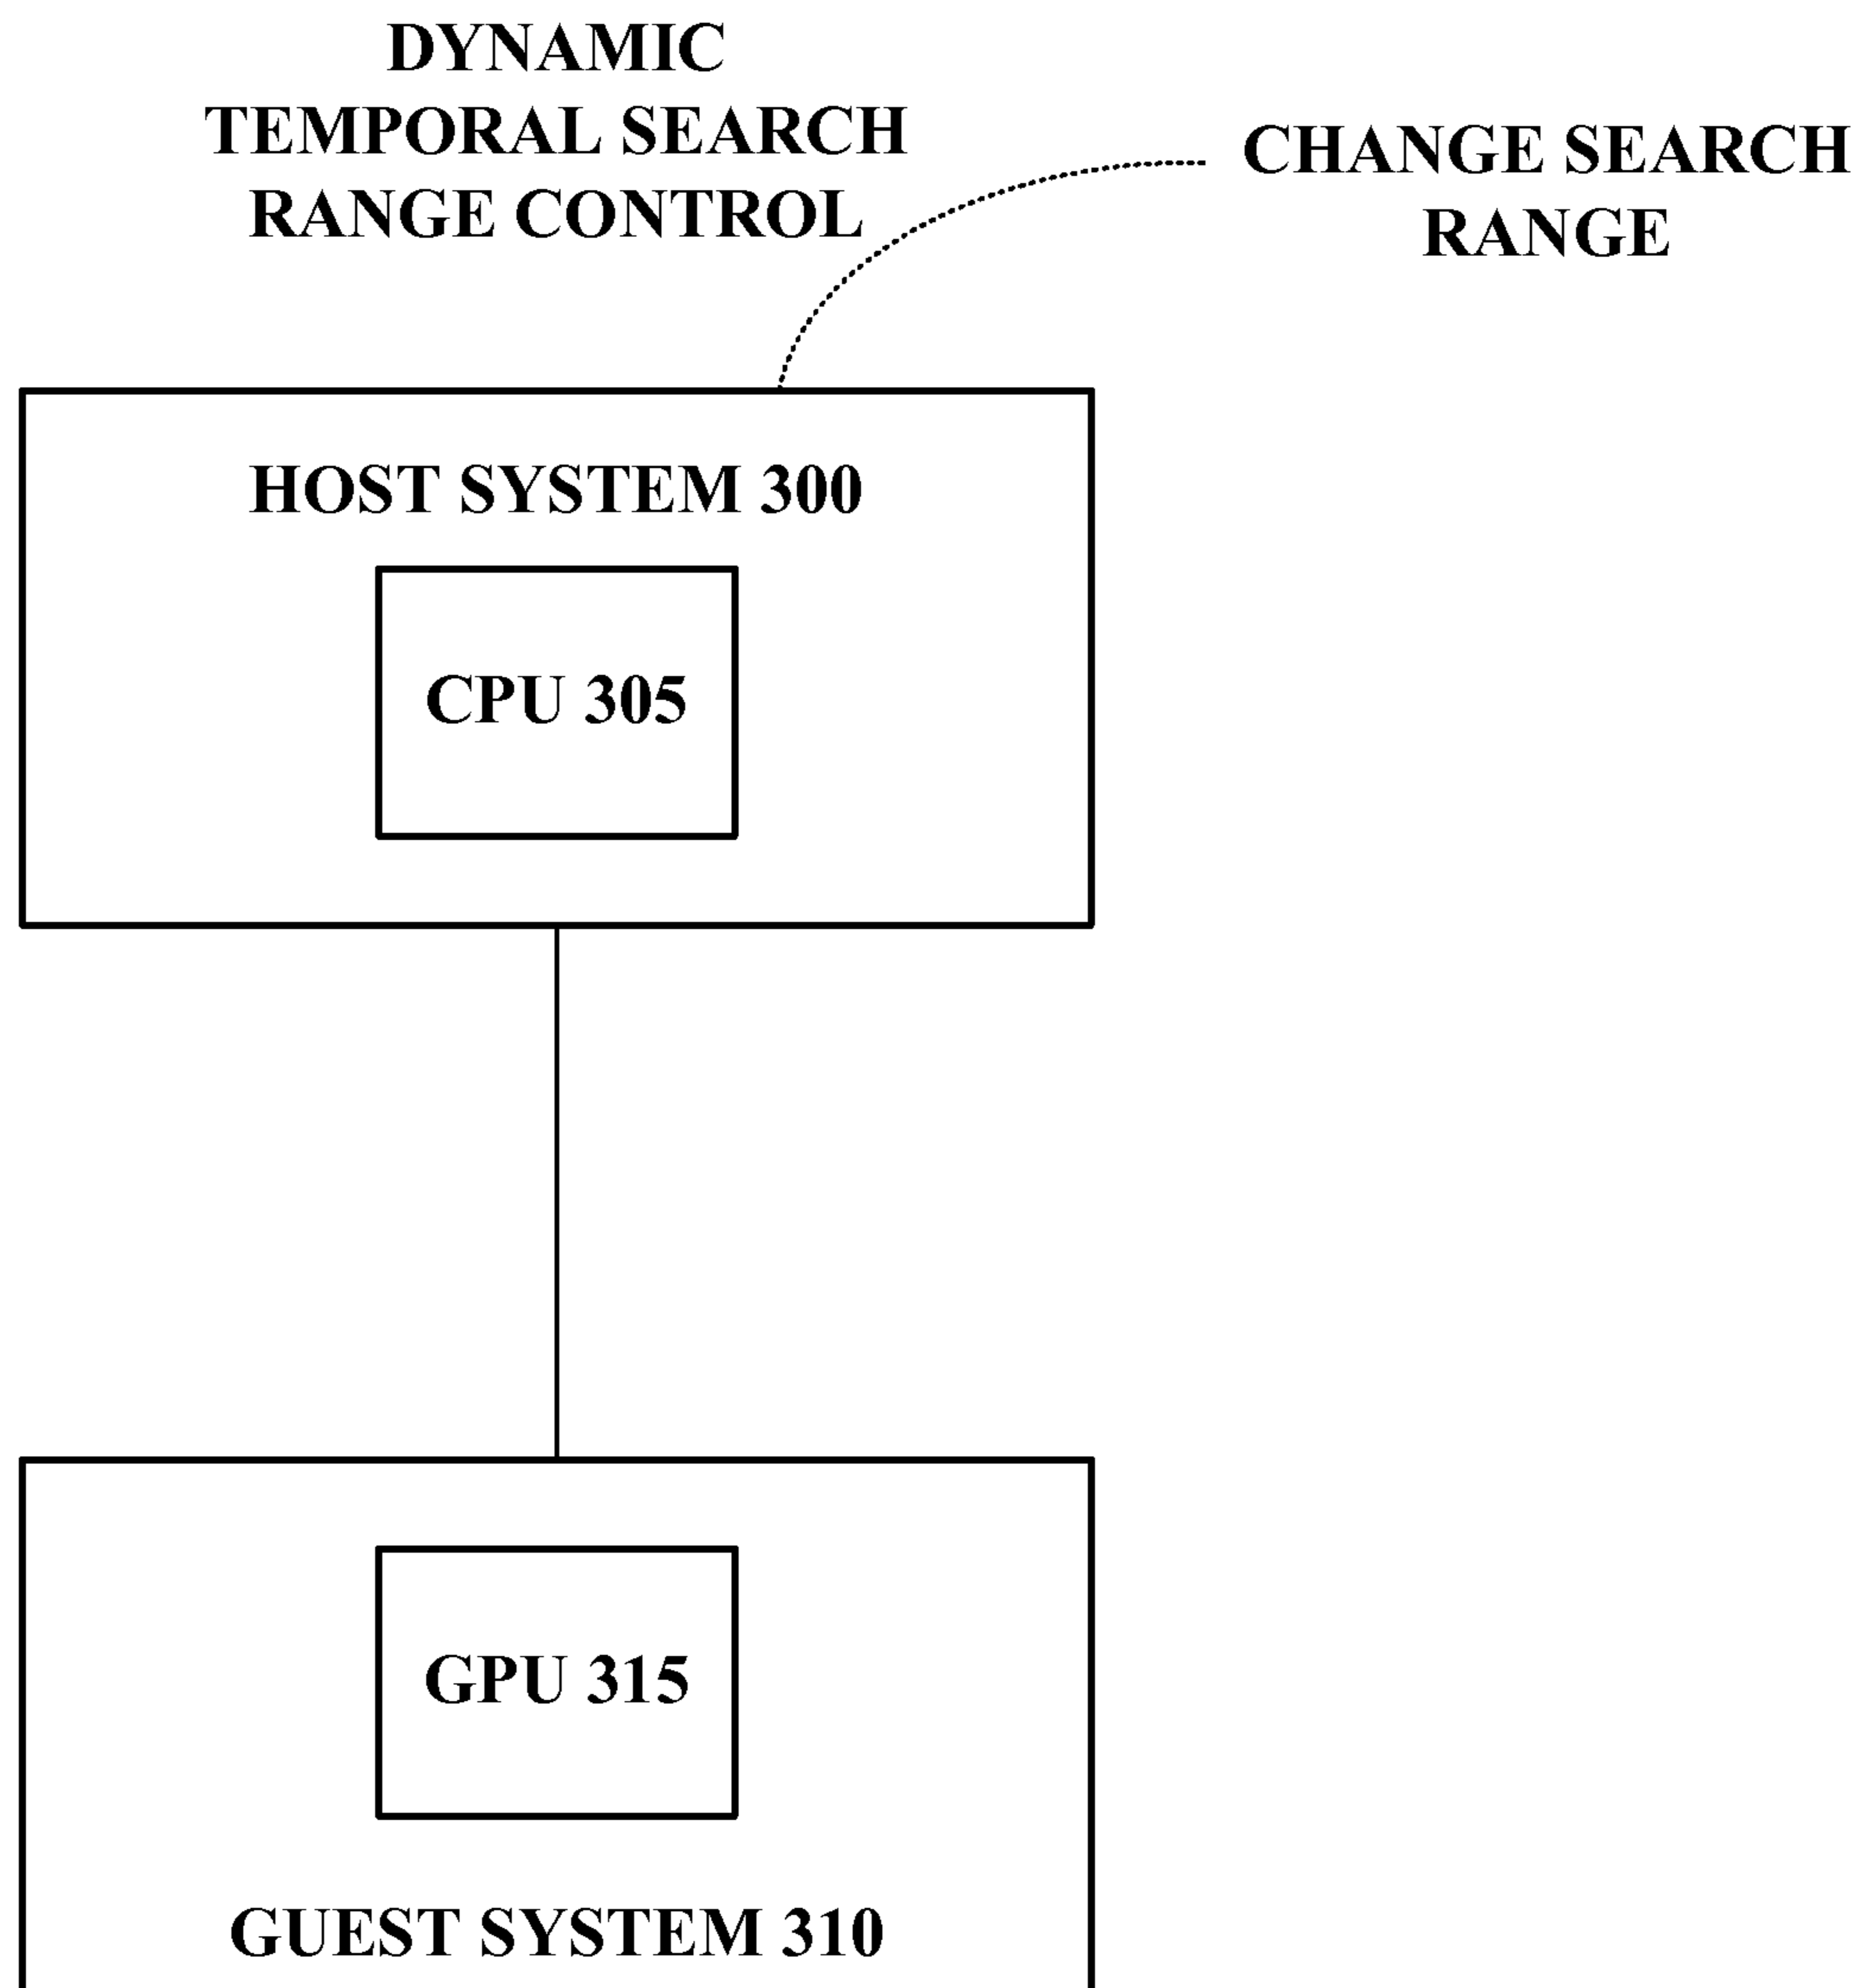 DYNAMIC
TEMPORAL SEARCH
RANGE CONTROL
CHANGE SEARCH
RANGE
HOST SYSTEM 300
CPU 305
GPU 315
GUEST SYSTEM 310